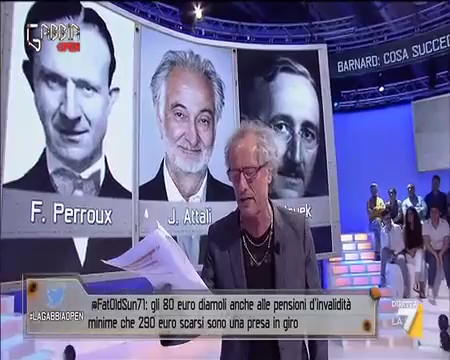 GABBIA
OPEN
BARNARD: COSA
F. Perroux
J. Attali
@FatOldSun71: gli 80 euro diamoli anche alle pensioni d'invalidità
minime che 290 euro scarsi sono una presa in giro
#LAGABBIAOPEN
DIRETTA
LA7